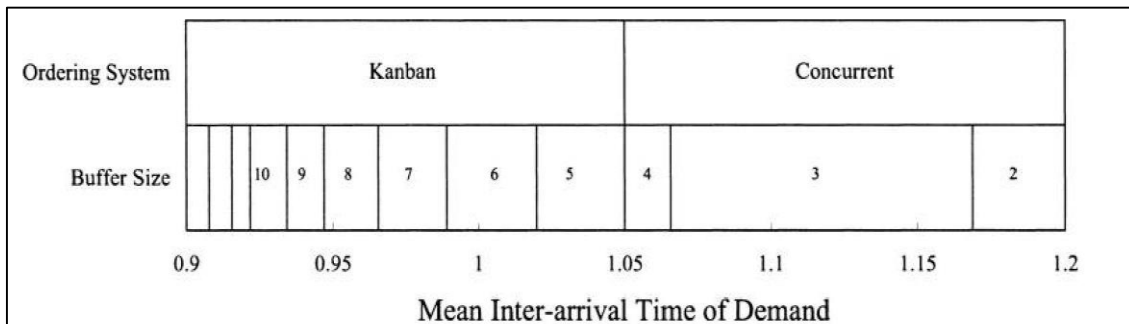 Ordering System Kanban Concurrent
Buffer Size 10 9 8 7 6 5 4 3 2
0.9 0.95 1 1.05 1.1 1.15 1.2
Mean Inter-arrival Time of Demand